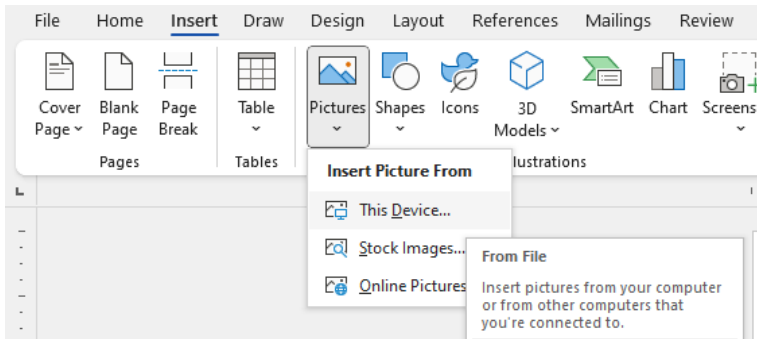 File Home Insert Draw Design Layout References Mailings Review
Cover Page
Blank Page
Page Break
Table
Pictures
Shapes
Icons
3D Models
SmartArt
Chart
Screens
Pages
Tables
lustrations
Insert Picture From
This Device...
Stock Images...
Online Pictures
From File
Insert pictures from your computer
or from other computers that
you're connected to.